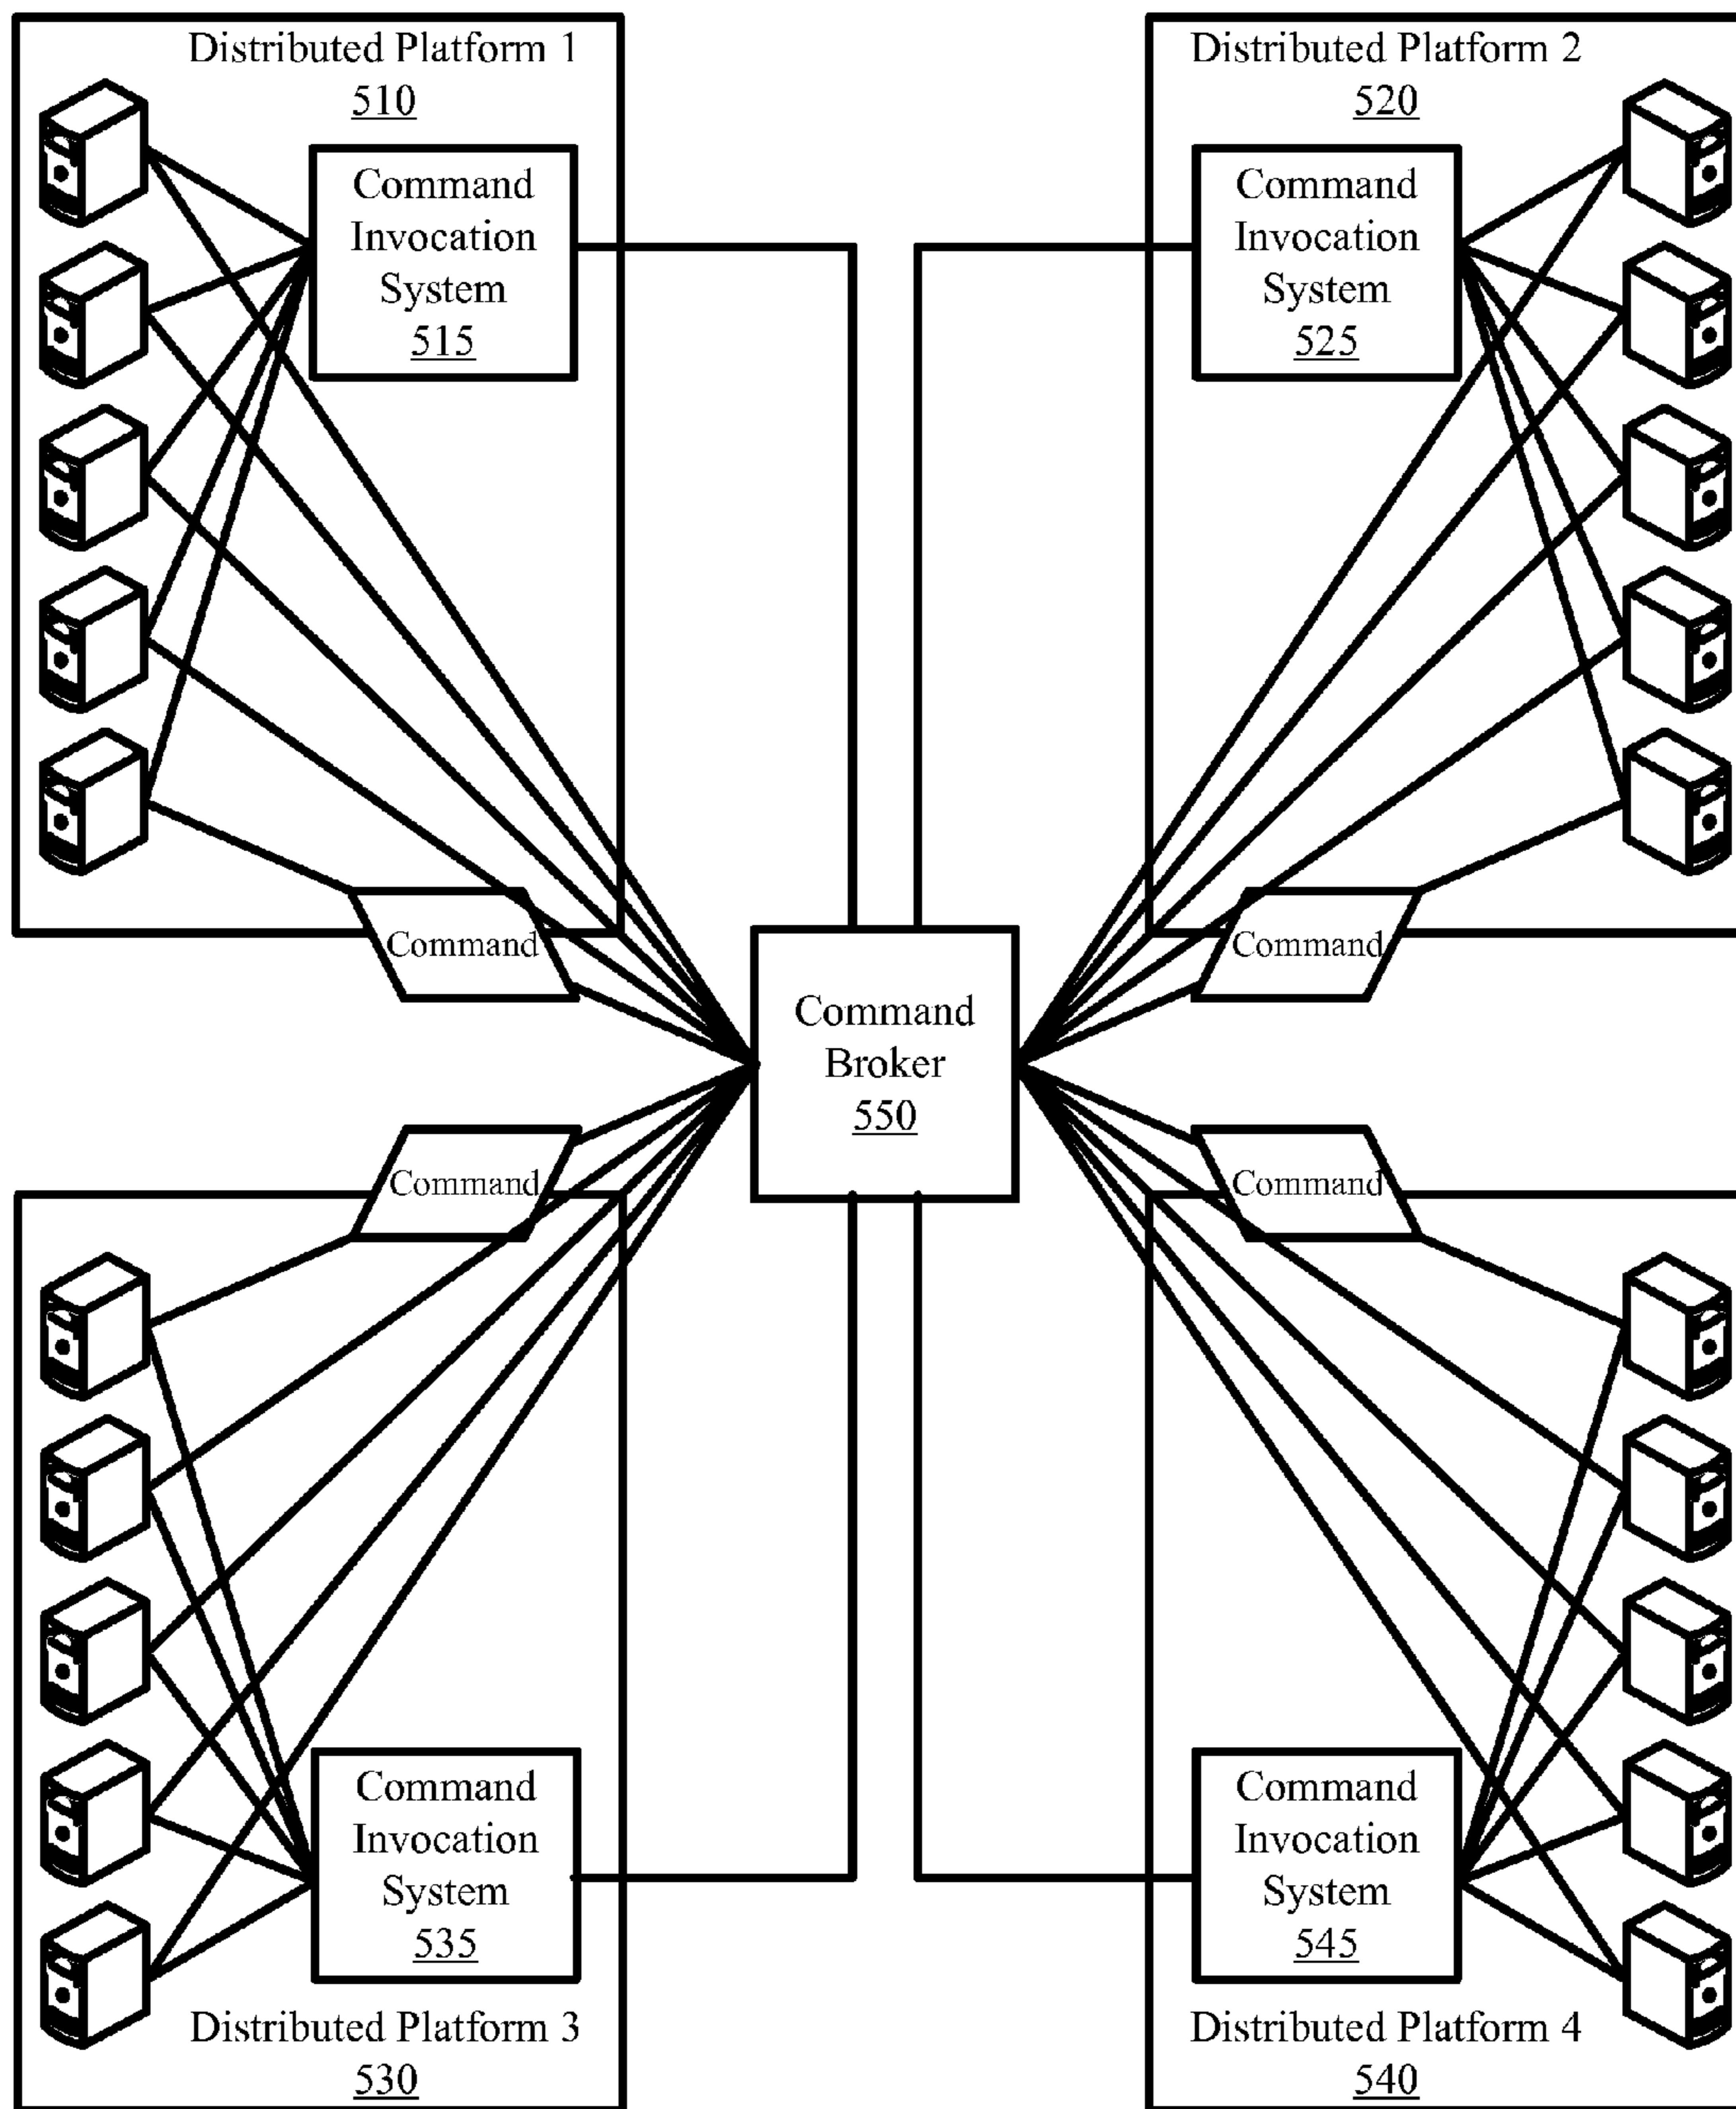 Distributed Platform 1
510
Command
Invocation
System
515
Distributed Platform 2
520
Command
Invocation
System
525
Command
Command
Command
Broker
550
Command
Command
Command
Invocation
System
535
Distributed Platform 3
530
Command
Invocation
System
545
Distributed Platform 4
540